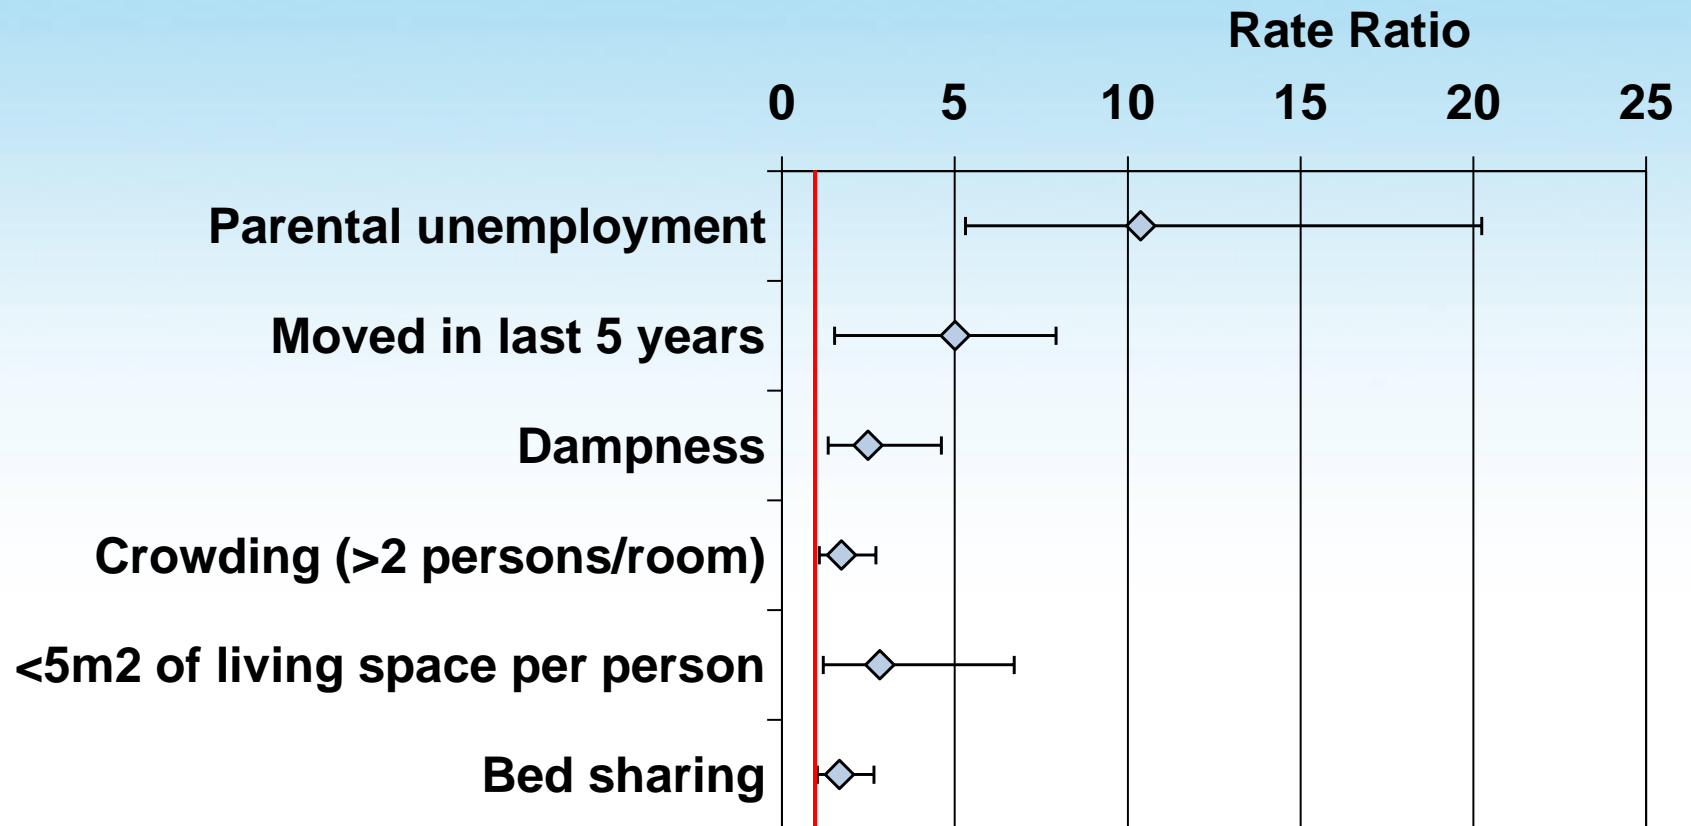 Rate Ratio
0 5 10 15 20 25
Parental unemployment
Moved in last 5 years
Dampness
Crowding (>2 persons/room)
<5m2 of living space per person
Bed sharing